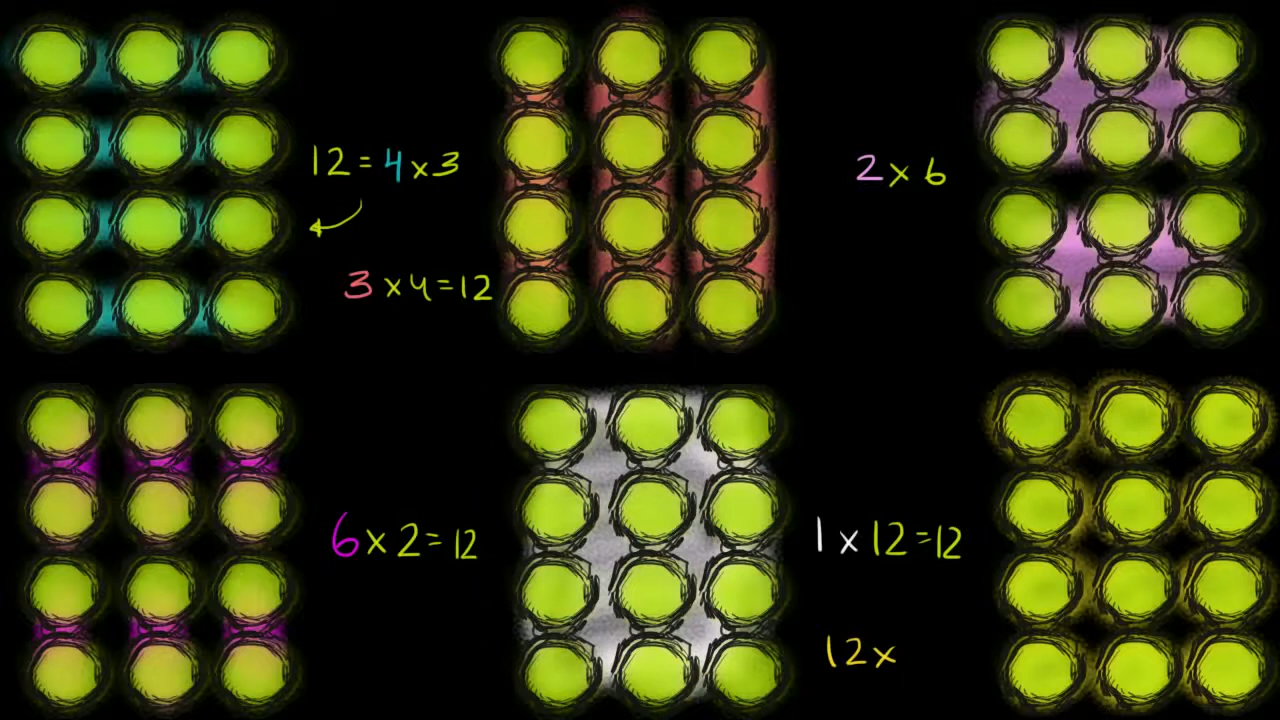 12 = 4 x 3
3 x 4 = 12
2 x 6
6 x 2 = 12
1 x 12 = 12
12 x